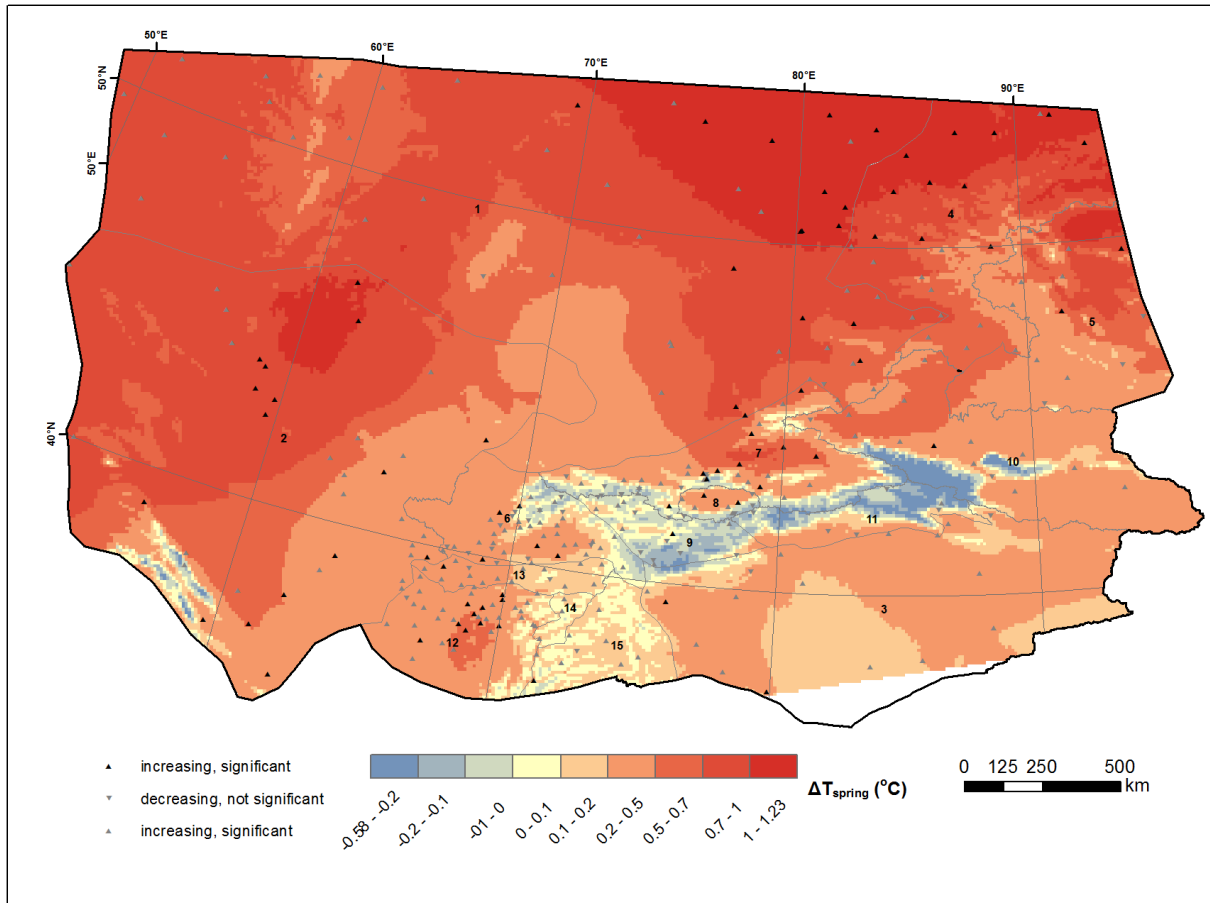 50°E
60°E
70°E
80°E
90°E
50°N
50°E
40°N
1
4
5
2
7
10
8
6
11
9
13
14
3
12
15
increasing, significant
decreasing, not significant
increasing, significant
-0.58 - -0.2
-0.2 - -0.1
-01 - 0
0 - 0.1
0.1 - 0.2
0.2 - 0.5
0.5 - 0.7
0.7 - 1
1 - 1.23
ΔTspring (°C)
0 125 250 500
km